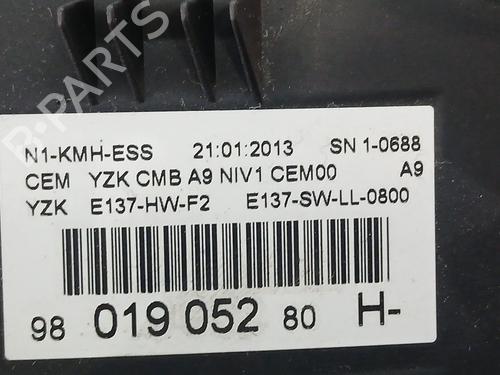 N1-KMH-ESS 21:01:2013 SN 1-0688
CEM YZK CMB A9 NIV1 CEM00 A9
YZK E137-HW-F2 E137-SW-LL-0800
98 019 052 80 H-
B-PARTS